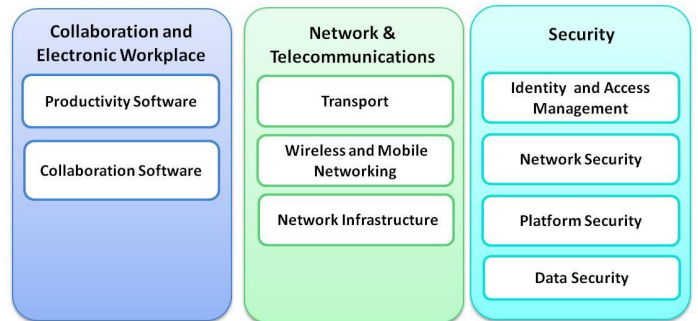 Collaboration and
Electronic Workplace
Productivity Software
Collaboration Software
Network &
Telecommunications
Transport
Wireless and Mobile
Networking
Network Infrastructure
Security
Identity and Access
Management
Network Security
Platform Security
Data Security